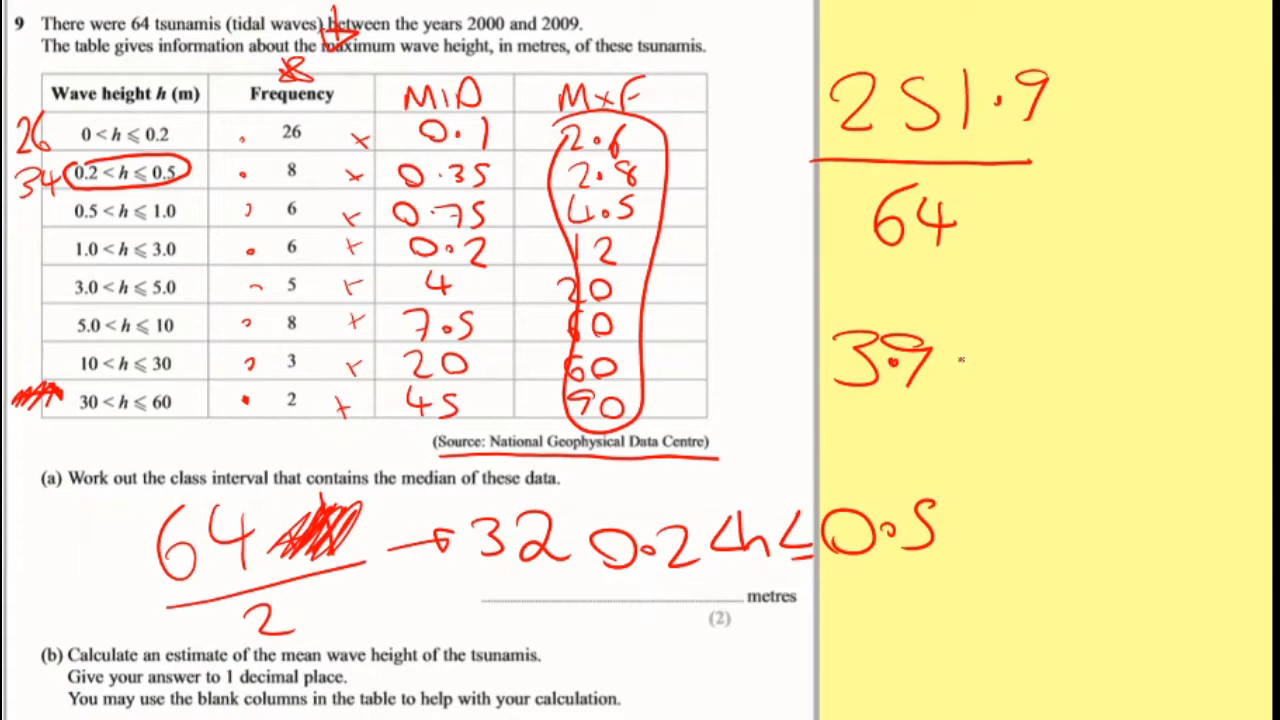 9 There were 64 tsunamis (tidal waves) between the years 2000 and 2009.
The table gives information about the maximum wave height, in metres, of these tsunamis.
Wave height h (m) Frequency MID M×F
26 0 < h ⩽ 0.2 26 × 0.1 2.6
34 0.2 < h ⩽ 0.5 8 × 0.35 2.8
0.5 < h ⩽ 1.0 6 × 0.75 4.5
1.0 < h ⩽ 3.0 6 × 0.2 12
3.0 < h ⩽ 5.0 5 × 4 20
5.0 < h ⩽ 10 8 × 7.5 60
10 < h ⩽ 30 3 × 20 60
30 < h ⩽ 60 2 × 45 90
(Source: National Geophysical Data Centre)
(a) Work out the class interval that contains the median of these data.
64 → 32 0.2 < h ≤ 0.5
2
metres
(2)
(b) Calculate an estimate of the mean wave height of the tsunamis.
Give your answer to 1 decimal place.
You may use the blank columns in the table to help with your calculation.
251.9
64
3.9